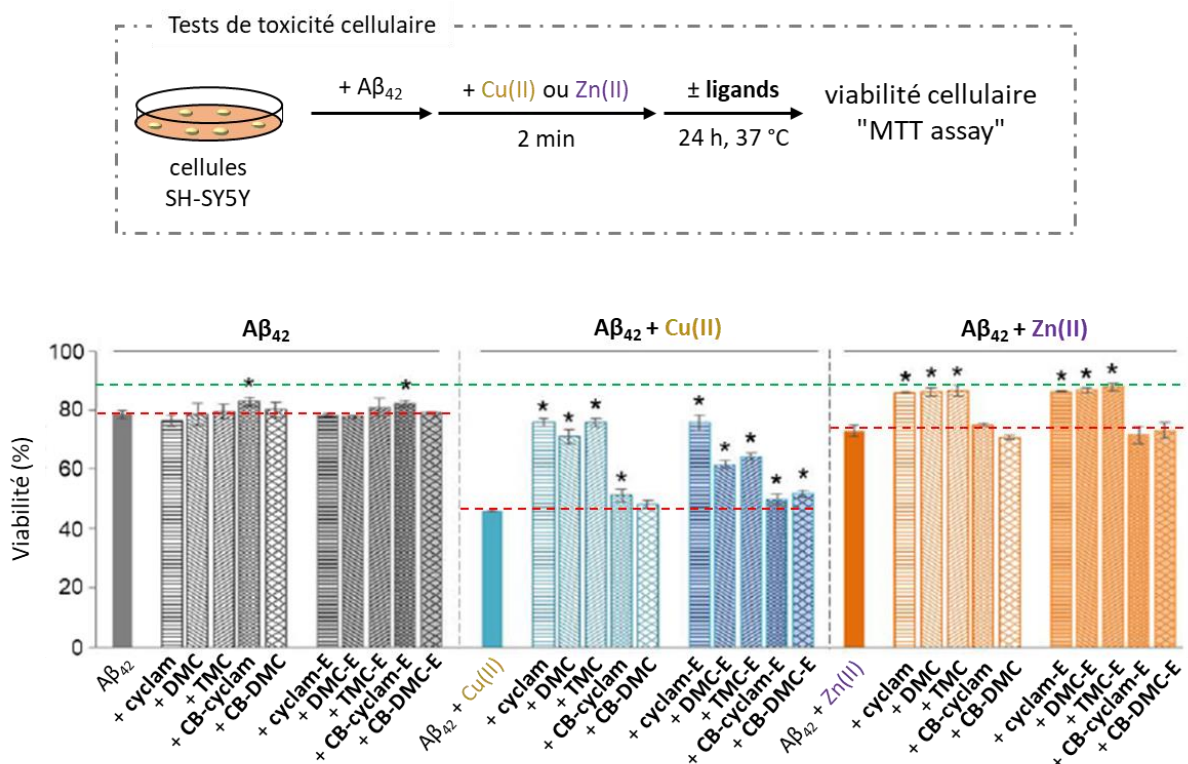 Tests de toxicité cellulaire
+ Aβ₄₂
+ Cu(II) ou Zn(II)
± ligands
viabilité cellulaire
"MTT assay"
2 min
24 h, 37 °C
cellules
SH-SY5Y
Aβ₄₂
Aβ₄₂ + Cu(II)
Aβ₄₂ + Zn(II)
Viabilité (%)
100
80
60
40
20
0
* * * * * * * * * * * * * * * * *
Aβ₄₂
+ cyclam
+ DMC
+ TMC
+ CB-cyclam
+ CB-DMC
+ cyclam-E
+ DMC-E
+ TMC-E
+ CB-cyclam-E
+ CB-DMC-E
Aβ₄₂ + Cu(II)
+ cyclam
+ DMC
+ TMC
+ CB-cyclam
+ CB-DMC
+ cyclam-E
+ DMC-E
+ TMC-E
+ CB-cyclam-E
+ CB-DMC-E
Aβ₄₂ + Zn(II)
+ cyclam
+ DMC
+ TMC
+ CB-cyclam
+ CB-DMC
+ cyclam-E
+ DMC-E
+ TMC-E
+ CB-cyclam-E
+ CB-DMC-E